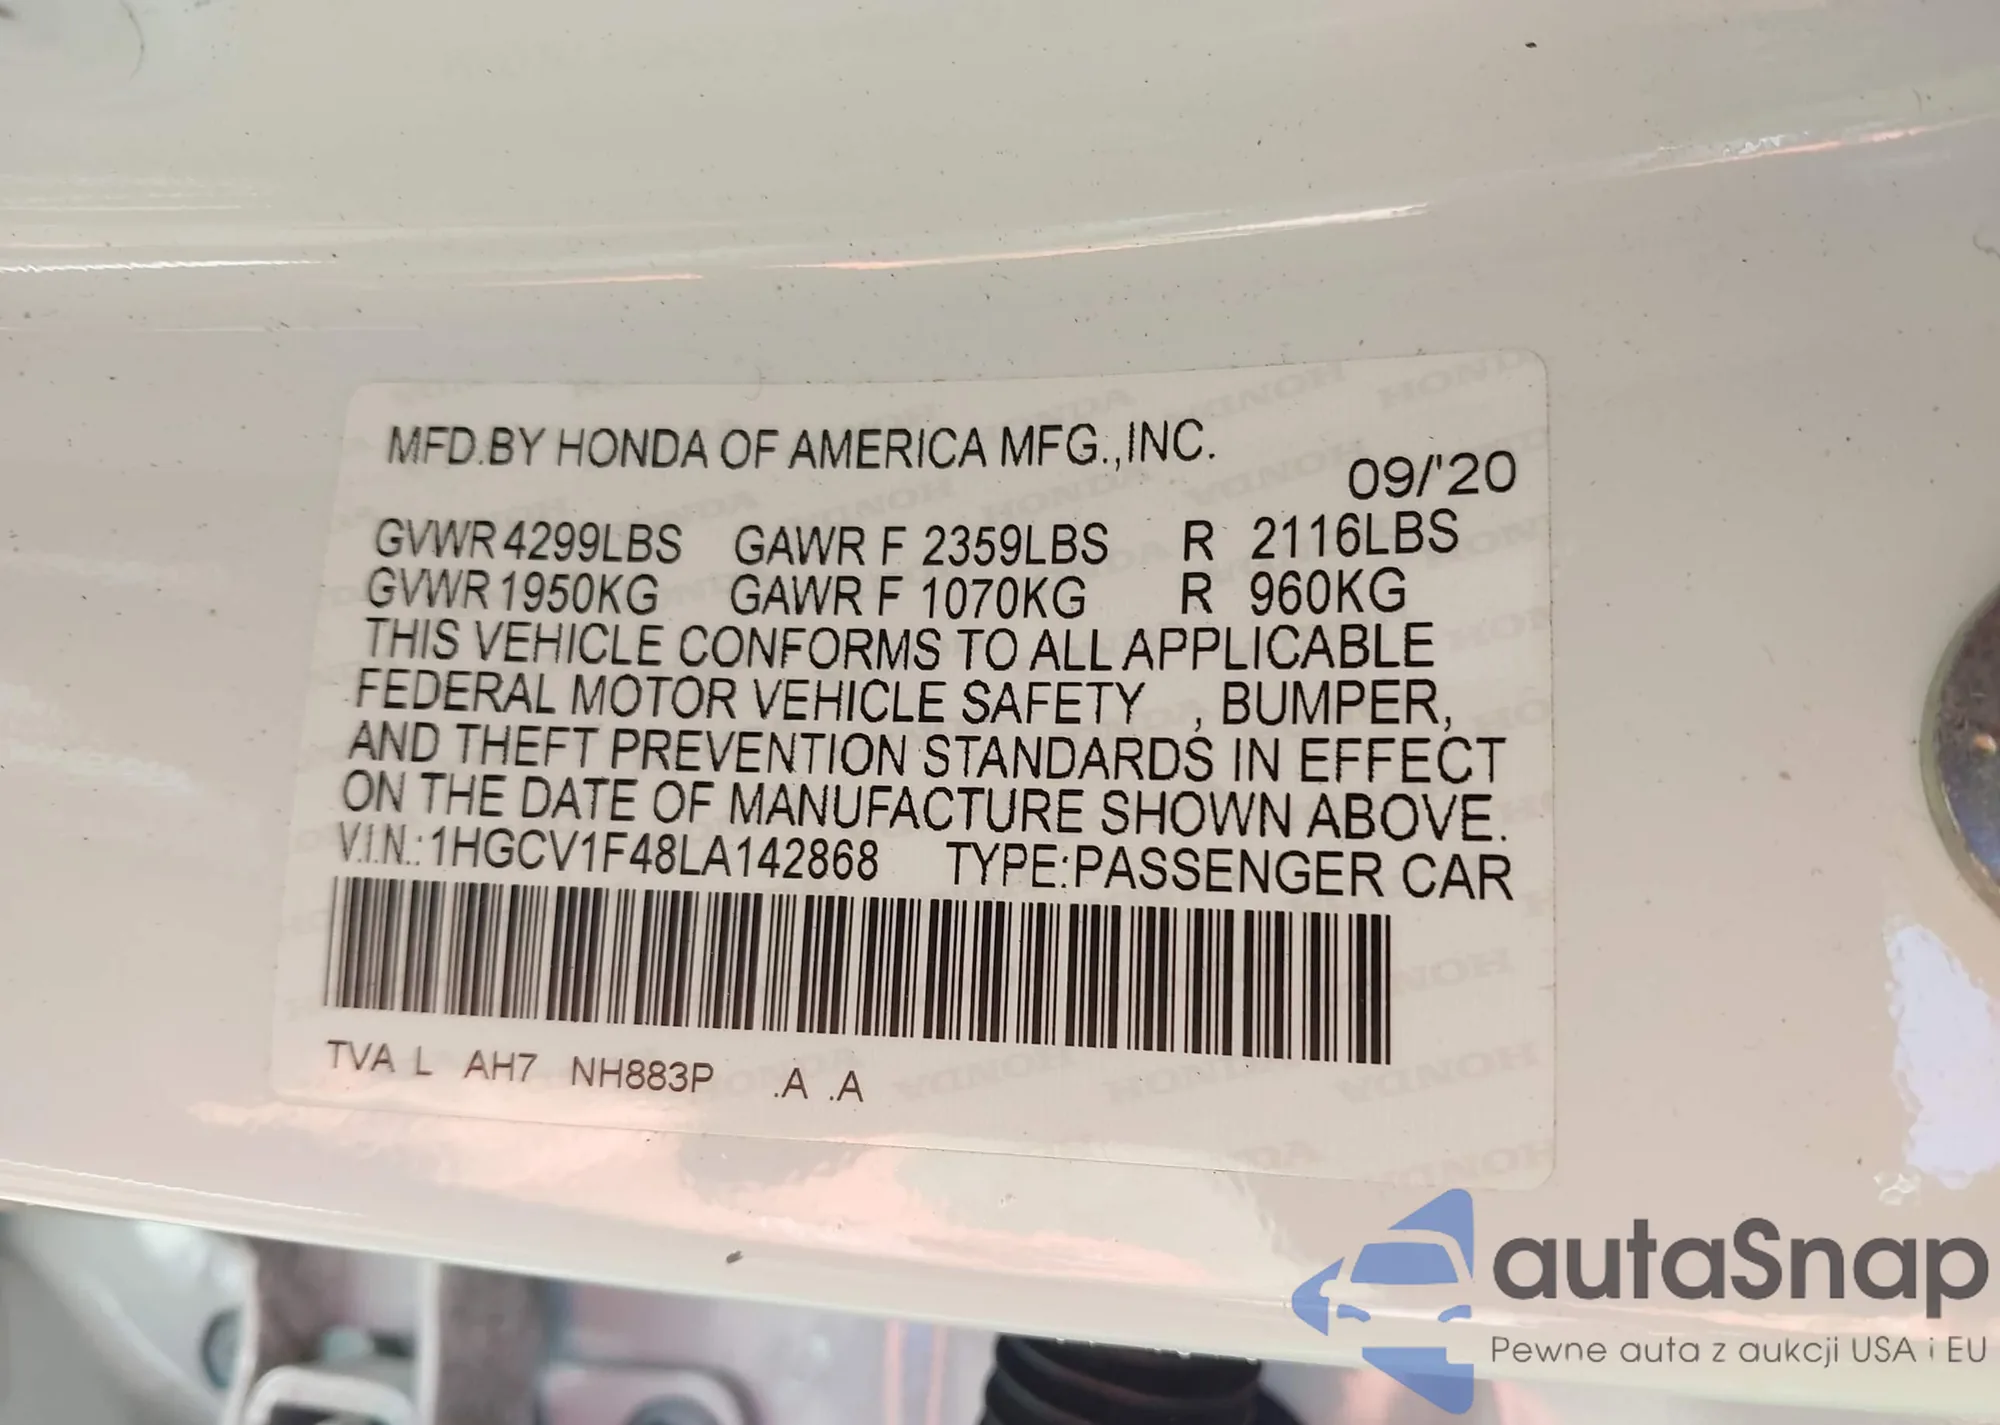 MFD.BY HONDA OF AMERICA MFG.,INC.
09/'20
GVWR 4299LBS GAWR F 2359LBS R 2116LBS
GVWR 1950KG GAWR F 1070KG R 960KG
THIS VEHICLE CONFORMS TO ALL APPLICABLE
FEDERAL MOTOR VEHICLE SAFETY , BUMPER,
AND THEFT PREVENTION STANDARDS IN EFFECT
ON THE DATE OF MANUFACTURE SHOWN ABOVE.
V.I.N.: 1HGCV1F48LA142868 TYPE:PASSENGER CAR
TVA L AH7 NH883P .A .A
autaSnap
Pewne auta z aukcji USA i EU